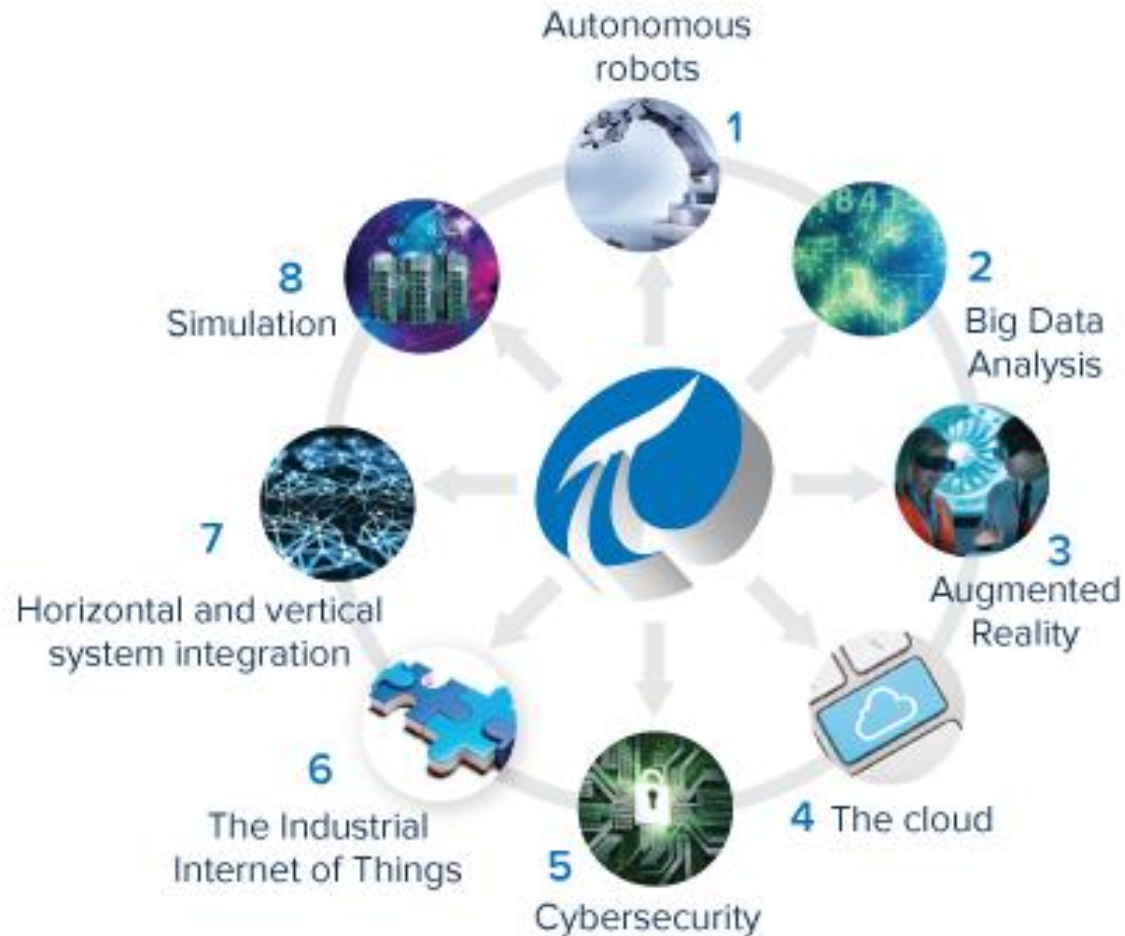 Autonomous
robots
1
2
Big Data
Analysis
3
Augmented
Reality
4 The cloud
5
Cybersecurity
6
The Industrial
Internet of Things
7
Horizontal and vertical
system integration
8
Simulation